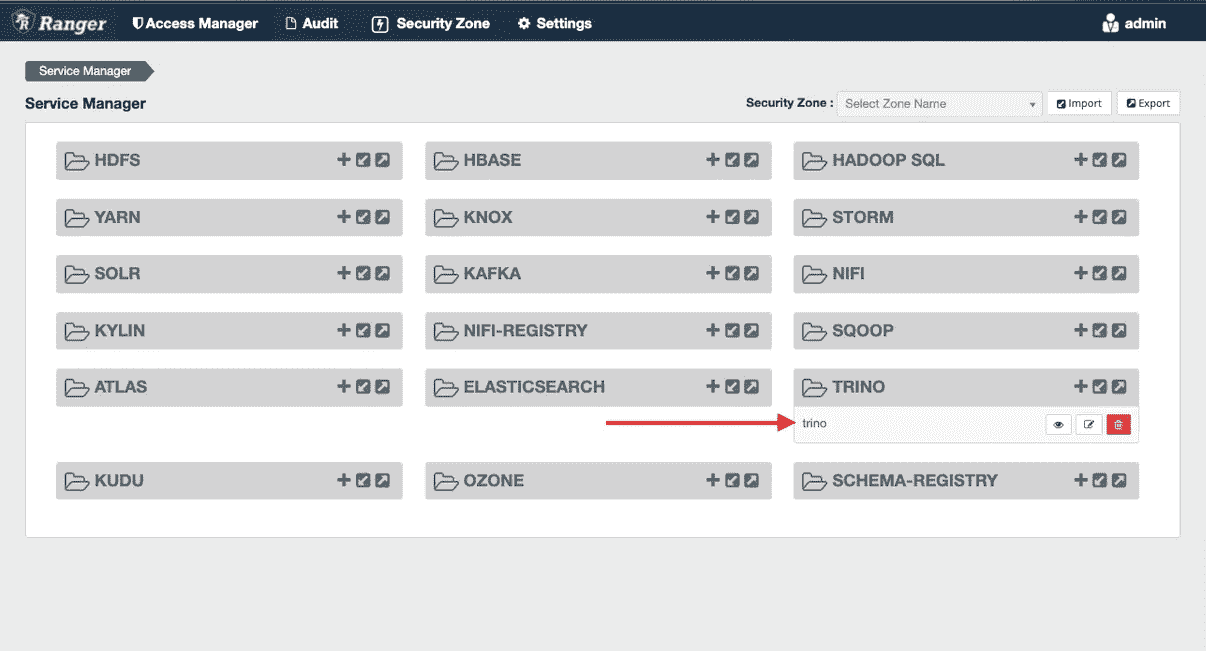 Ranger Access Manager Audit Security Zone Settings admin
Service Manager
Service Manager Security Zone : Select Zone Name Import Export
HDFS HBASE HADOOP SQL
YARN KNOX STORM
SOLR KAFKA NIFI
KYLIN NIFI-REGISTRY SQOOP
ATLAS ELASTICSEARCH TRINO
trino
KUDU OZONE SCHEMA-REGISTRY